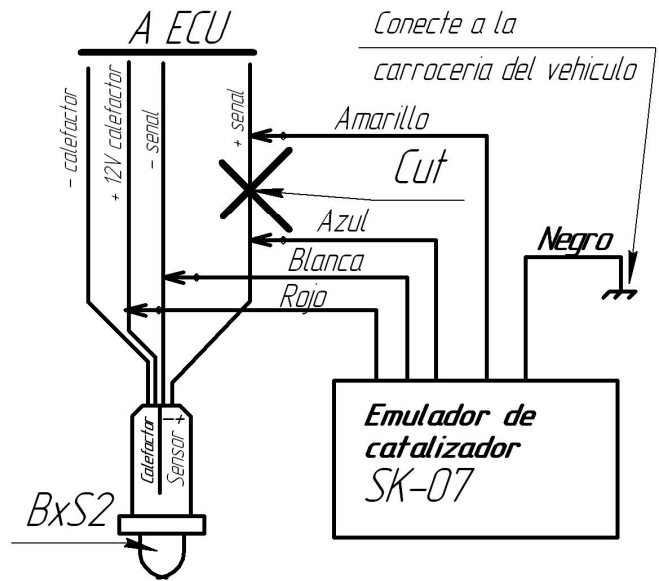 A ECU
Conecte a la
carroceria del vehiculo
- calefactor
+ 12V calefactor
- senal
+ senal
Amarillo
Cut
Azul
Negro
Blanca
Rojo
Calefactor
Sensor - +
Emulador de
catalizador
SK-07
BxS2